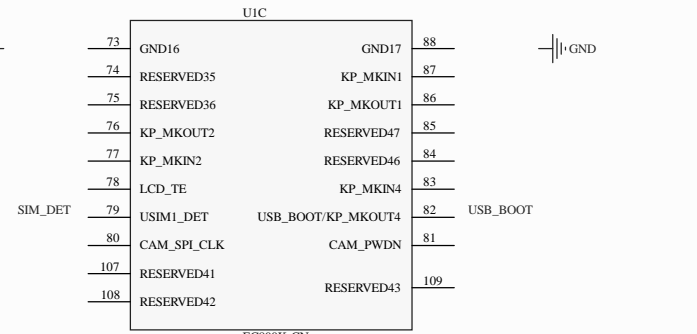 U1C
73 GND16 GND17 88 GND
74 RESERVED35 KP_MKIN1 87
75 RESERVED36 KP_MKOUT1 86
76 KP_MKOUT2 RESERVED47 85
77 KP_MKIN2 RESERVED46 84
78 LCD_TE KP_MKIN4 83
SIM_DET 79 USIM1_DET USB_BOOT/KP_MKOUT4 82 USB_BOOT
80 CAM_SPI_CLK CAM_PWDN 81
107 RESERVED41
RESERVED43 109
108 RESERVED42